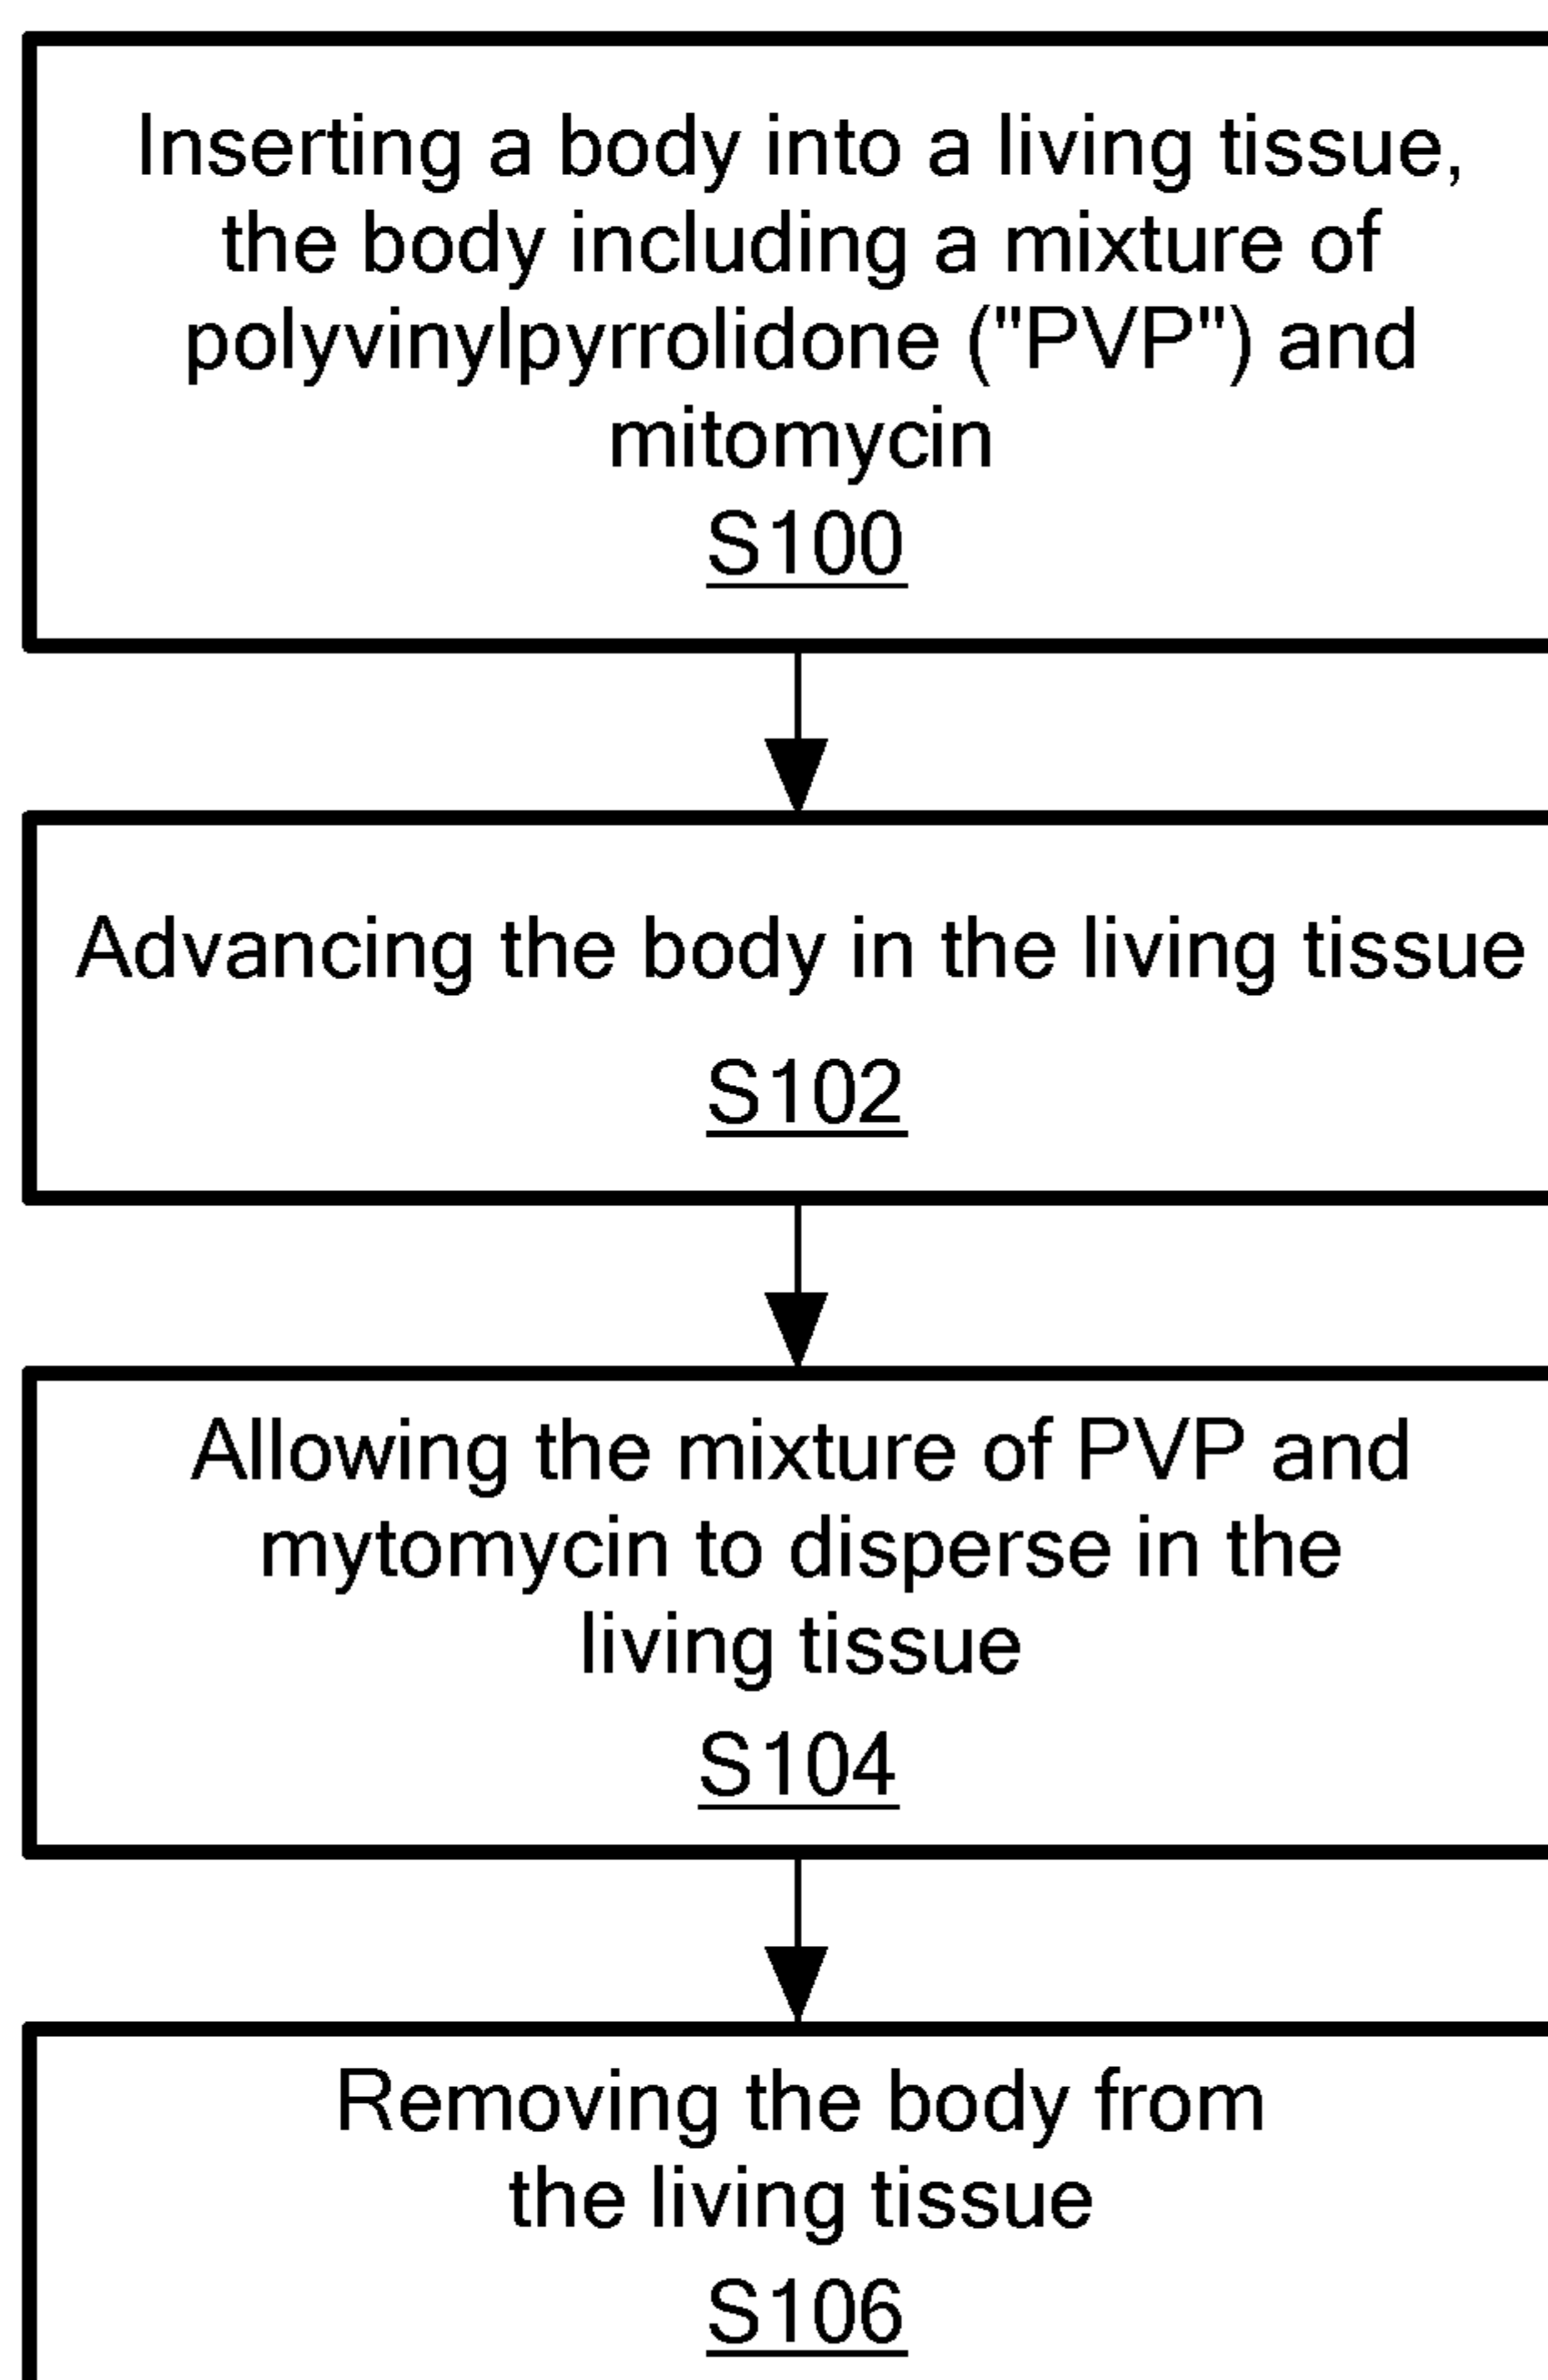 Inserting a body into a living tissue,
the body including a mixture of
polyvinylpyrrolidone ("PVP") and
mitomycin
S100
Advancing the body in the living tissue
S102
Allowing the mixture of PVP and
mytomycin to disperse in the
living tissue
S104
Removing the body from
the living tissue
S106